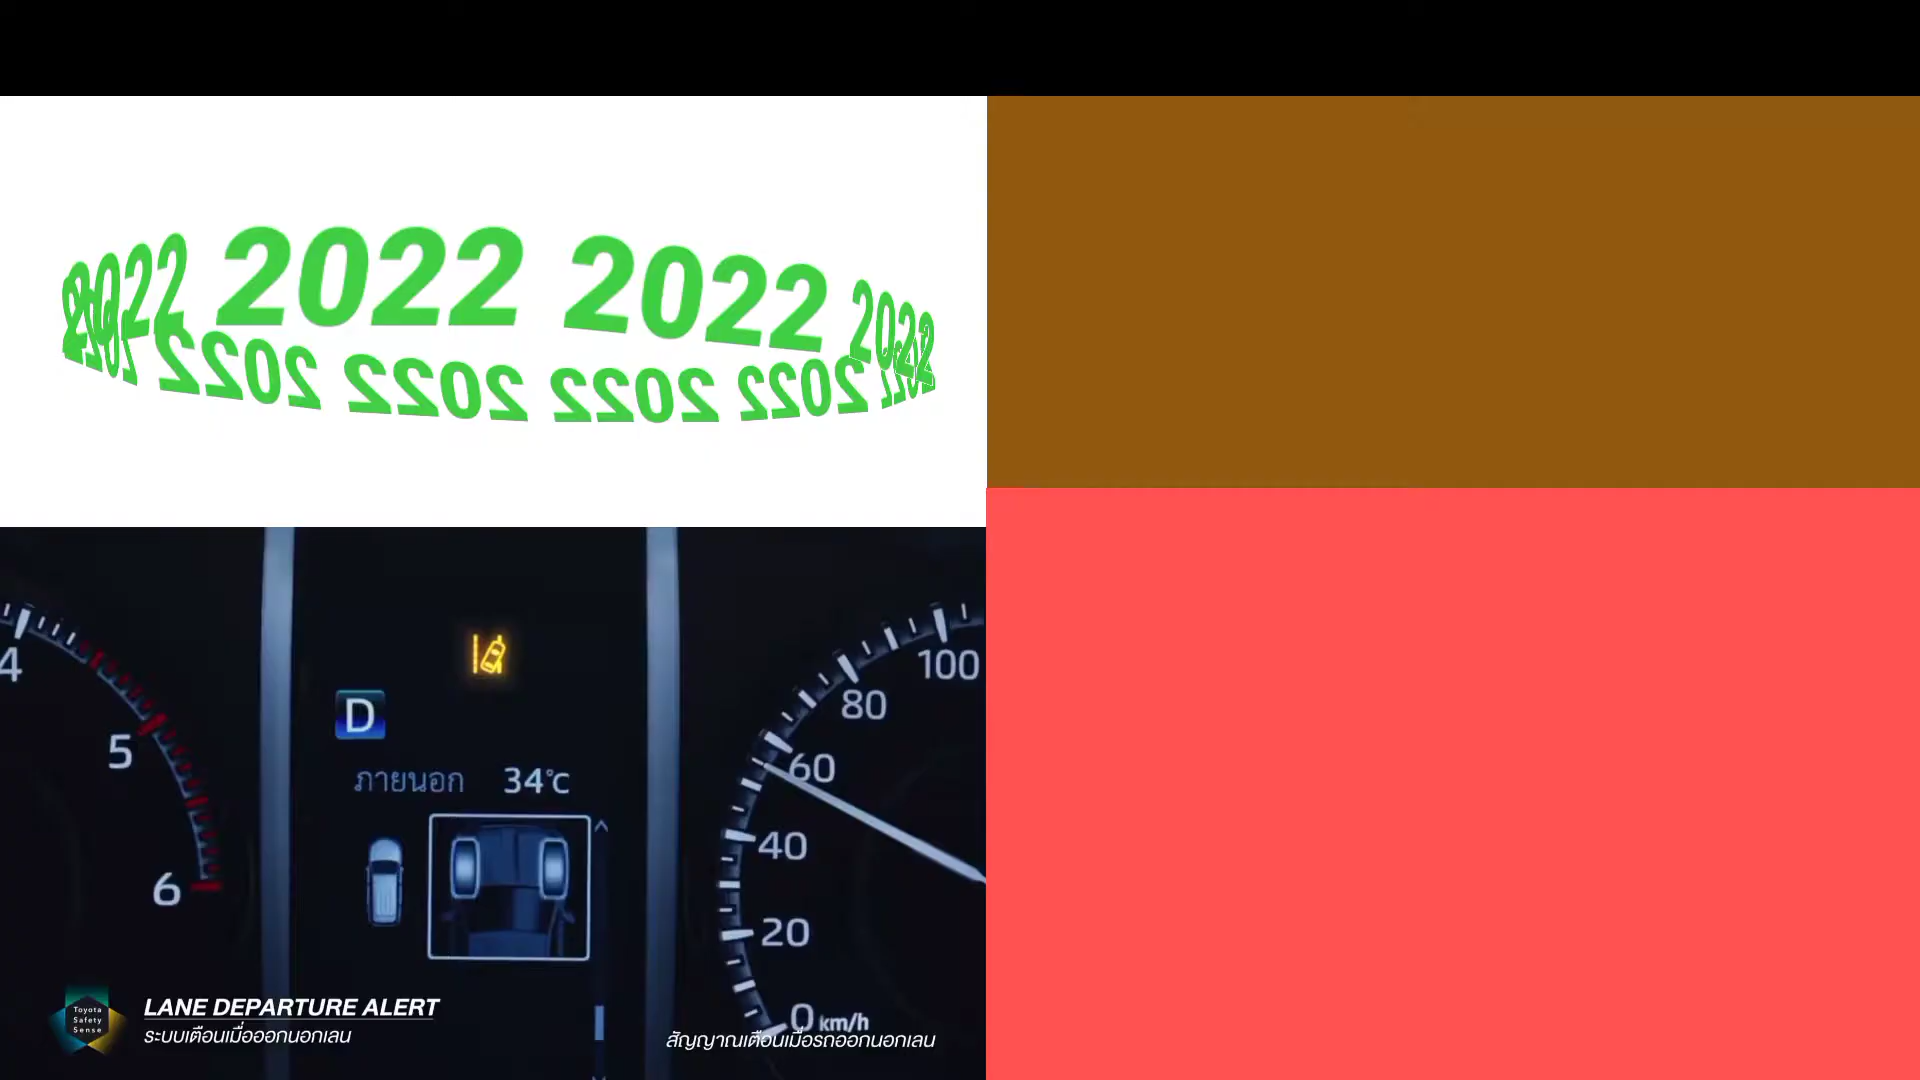 2022 2022 2022 2022
2022 2022 2022 2022
4
5
6
D
ภายนอก 34°C
100
80
60
40
20
0 km/h
Toyota
Safety
Sense
LANE DEPARTURE ALERT
ระบบเตือนเมื่อออกนอกเลน
สัญญาณเตือนเมื่อรถออกนอกเลน